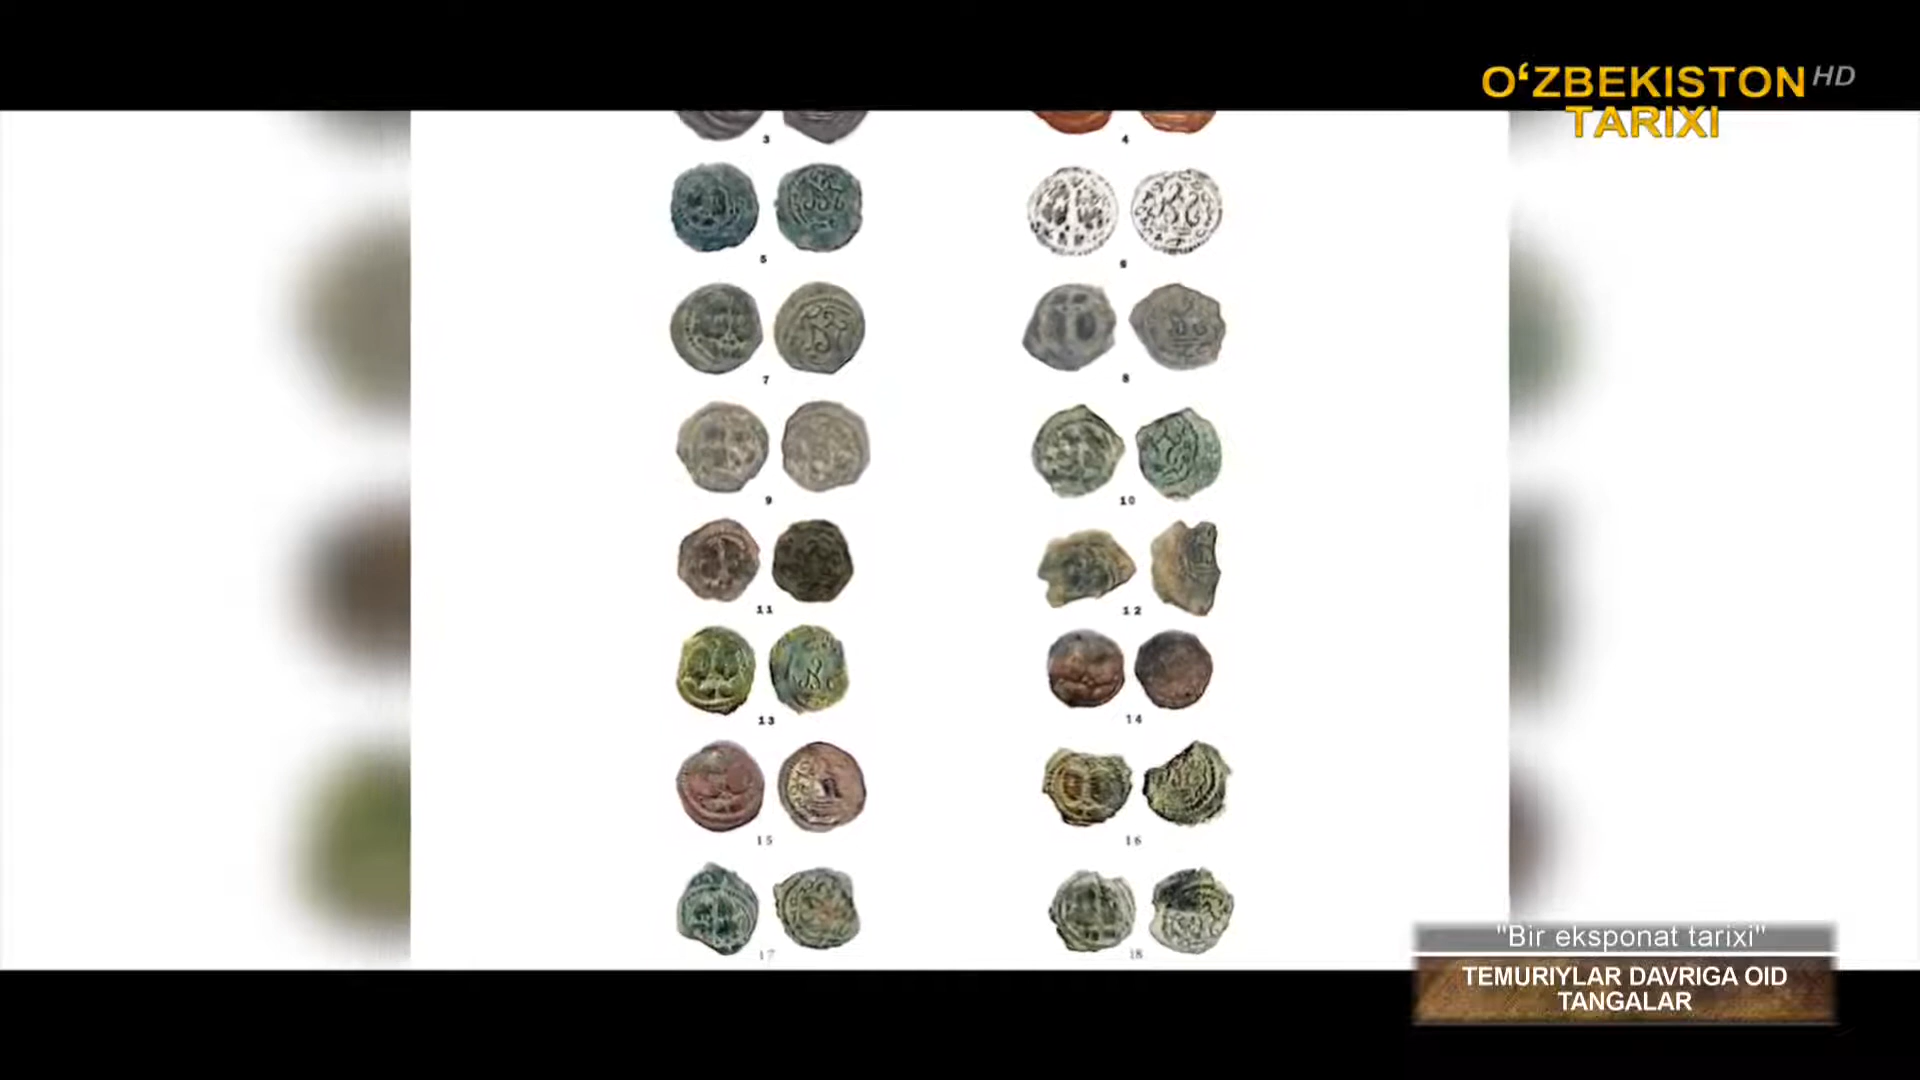 O‘ZBEKISTON HD
TARIXI
3 4
5 6
7 8
9 10
11 12
13 14
15 16
17 18
"Bir eksponat tarixi"
TEMURIYLAR DAVRIGA OID
TANGALAR